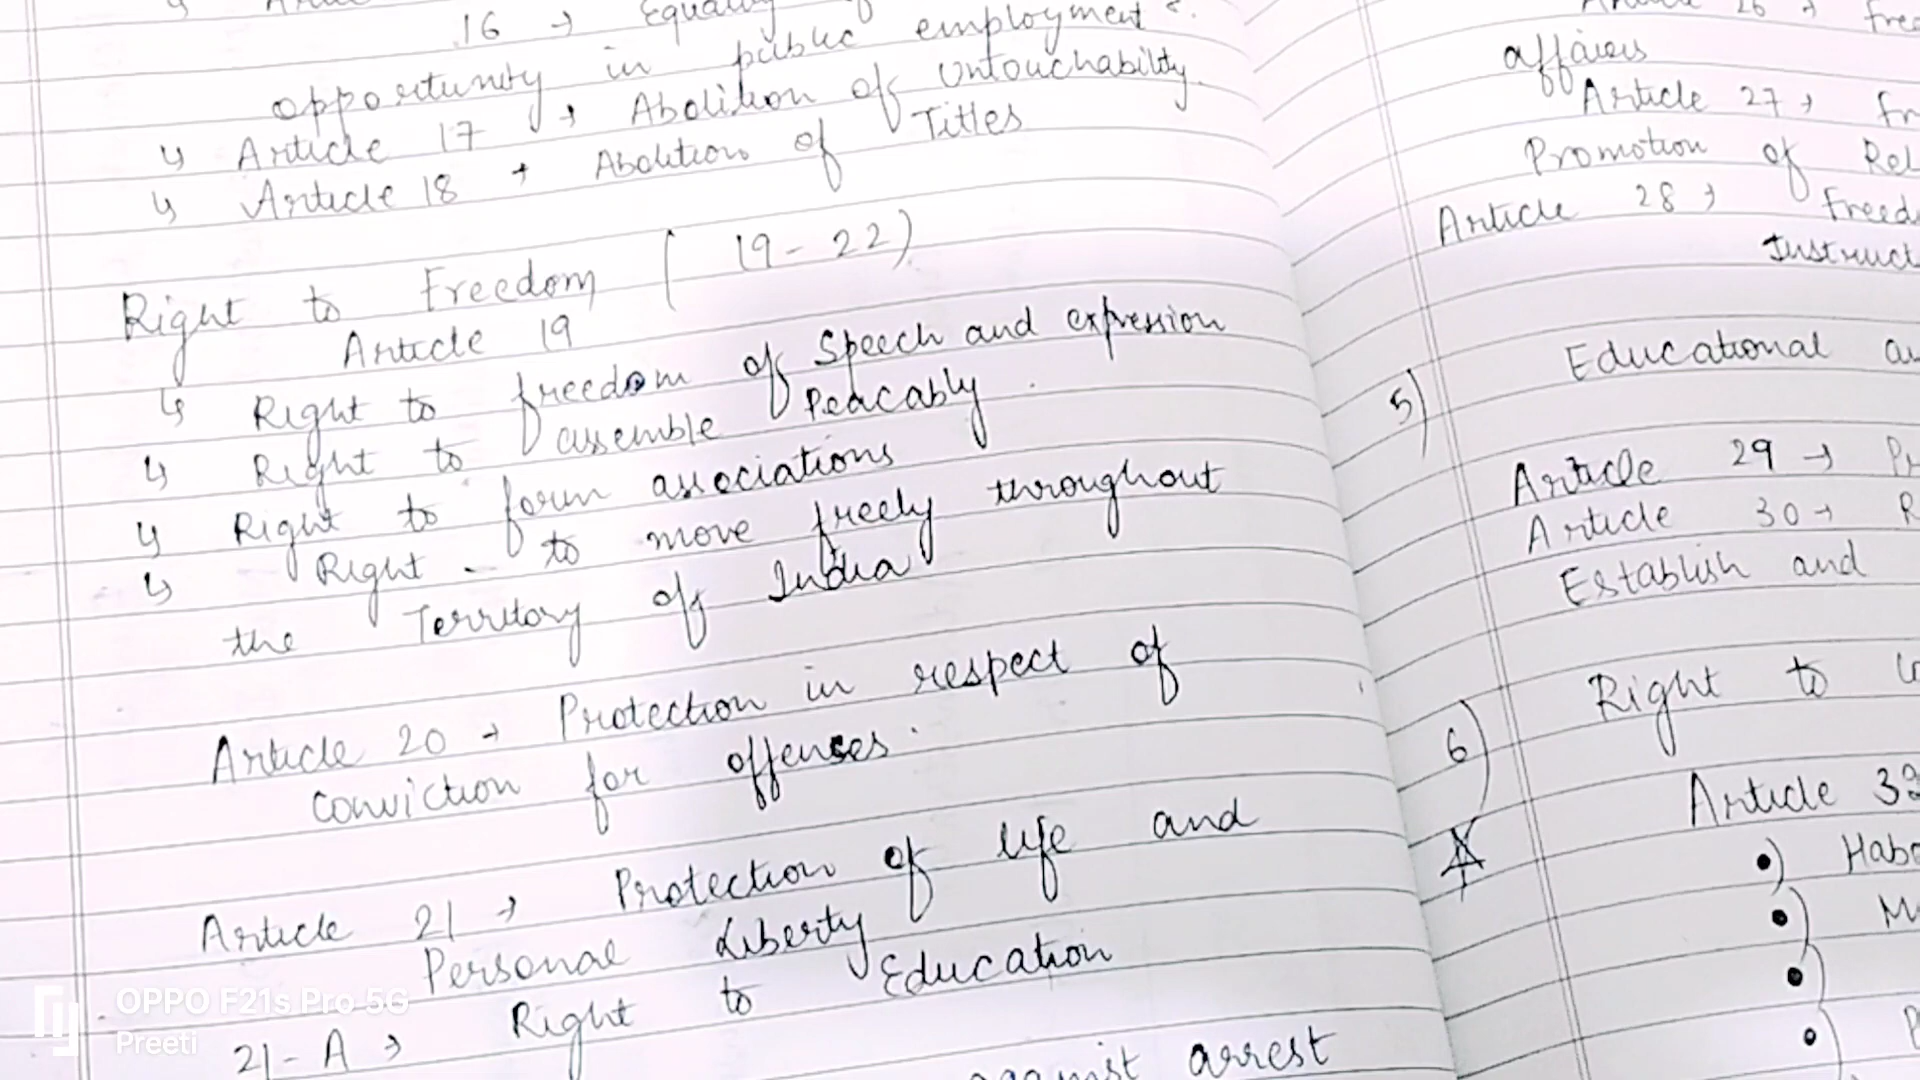 16 → Equality
opportunity in public employment
↳ Article 17 → Abolition of Untouchability.
↳ Article 18 → Abolition of Titles
Right to Freedom (19-22)
Article 19
↳ Right to freedom of Speech and expression
↳ Right to assemble Peacably.
↳ Right to form associations
↳ Right - to move freely throughout
the Territory of India
Article 20 → Protection in respect of
conviction for offenses.
Article 21 → Protection of life and
Personal Liberty
21-A → Right to Education
against arrest
affairs
Article 27 →
Promotion of
Article 28 →
5) Educational
Article 29 →
Article 30 →
Establish and
6) Right to
Article
OPPO F21s Pro 5G
Preeti